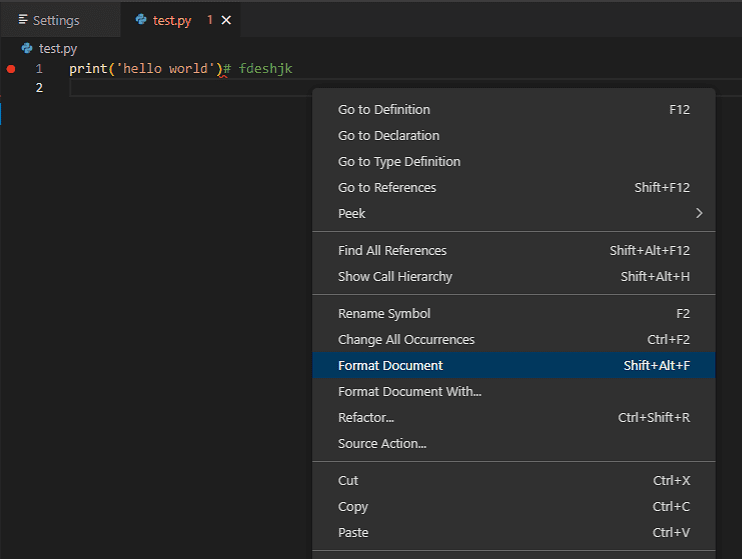 Settings test.py 1
test.py
1 print('hello world')# fdeshjk
2
Go to Definition F12
Go to Declaration
Go to Type Definition
Go to References Shift+F12
Peek
Find All References Shift+Alt+F12
Show Call Hierarchy Shift+Alt+H
Rename Symbol F2
Change All Occurrences Ctrl+F2
Format Document Shift+Alt+F
Format Document With...
Refactor... Ctrl+Shift+R
Source Action...
Cut Ctrl+X
Copy Ctrl+C
Paste Ctrl+V